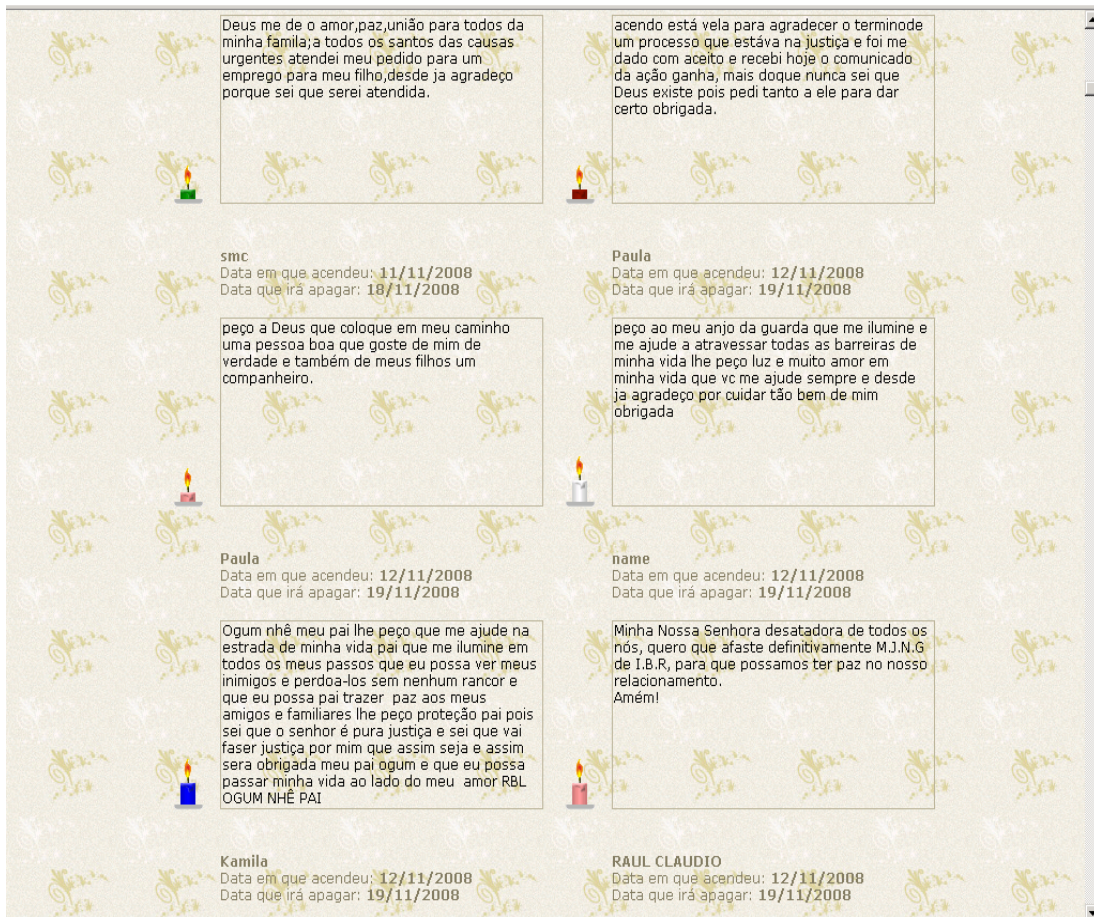 Deus me de o amor,paz,união para todos da
minha famila;a todos os santos das causas
urgentes atendei meu pedido para um
emprego para meu filho,desde ja agradeço
porque sei que serei atendida.
acendo está vela para agradecer o terminode
um processo que estáva na justiça e foi me
dado com aceito e recebi hoje o comunicado
da ação ganha, mais doque nunca sei que
Deus existe pois pedi tanto a ele para dar
certo obrigada.
smc
Data em que acendeu: 11/11/2008
Data que irá apagar: 18/11/2008
Paula
Data em que acendeu: 12/11/2008
Data que irá apagar: 19/11/2008
peço a Deus que coloque em meu caminho
uma pessoa boa que goste de mim de
verdade e também de meus filhos um
companheiro.
peço ao meu anjo da guarda que me ilumine e
me ajude a atravessar todas as barreiras de
minha vida lhe peço luz e muito amor em
minha vida que vc me ajude sempre e desde
ja agradeço por cuidar tão bem de mim
obrigada
Paula
Data em que acendeu: 12/11/2008
Data que irá apagar: 19/11/2008
name
Data em que acendeu: 12/11/2008
Data que irá apagar: 19/11/2008
Ogum nhê meu pai lhe peço que me ajude na
estrada de minha vida pai que me ilumine em
todos os meus passos que eu possa ver meus
inimigos e perdoa-los sem nenhum rancor e
que eu possa pai trazer  paz aos meus
amigos e familiares lhe peço proteção pai pois
sei que o senhor é pura justiça e sei que vai
faser justiça por mim que assim seja e assim
sera obrigada meu pai ogum e que eu possa
passar minha vida ao lado do meu  amor RBL
OGUM NHÊ PAI
Minha Nossa Senhora desatadora de todos os
nós, quero que afaste definitivamente M.J.N.G
de I.B.R, para que possamos ter paz no nosso
relacionamento.
Amém!
Kamila
Data em que acendeu: 12/11/2008
Data que irá apagar: 19/11/2008
RAUL CLAUDIO
Data em que acendeu: 12/11/2008
Data que irá apagar: 19/11/2008